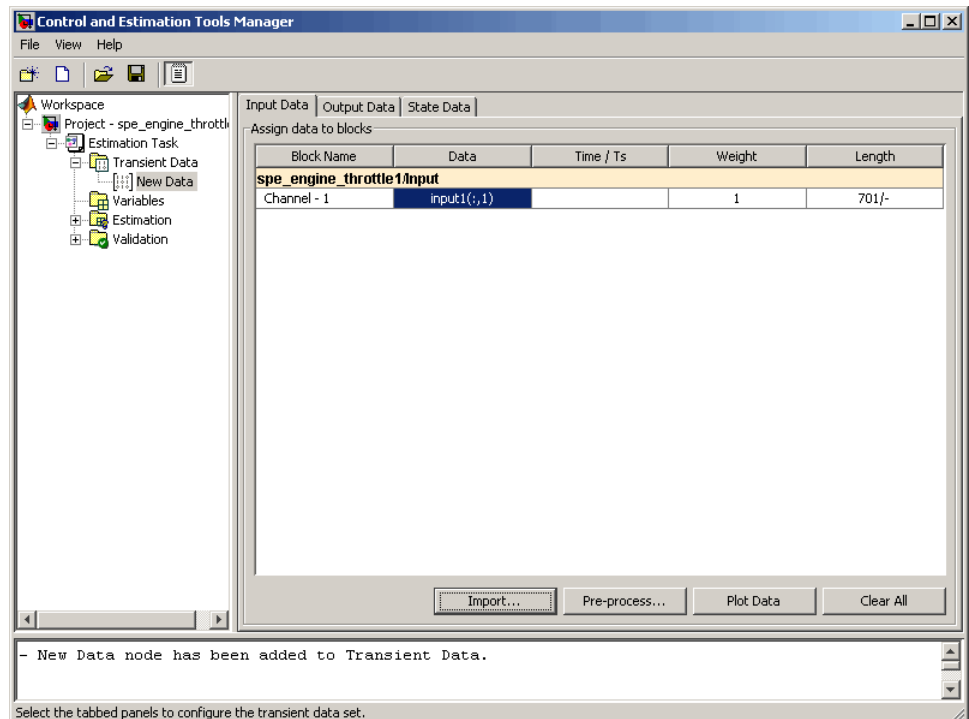 Control and Estimation Tools Manager
File View Help
Workspace
Project - spe_engine_throttl
Estimation Task
Transient Data
New Data
Variables
Estimation
Validation
Input Data Output Data State Data
Assign data to blocks
Block Name Data Time / Ts Weight Length
spe_engine_throttle1/Input
Channel - 1 input1(:,1) 1 701/-
Import... Pre-process... Plot Data Clear All
- New Data node has been added to Transient Data.
Select the tabbed panels to configure the transient data set.